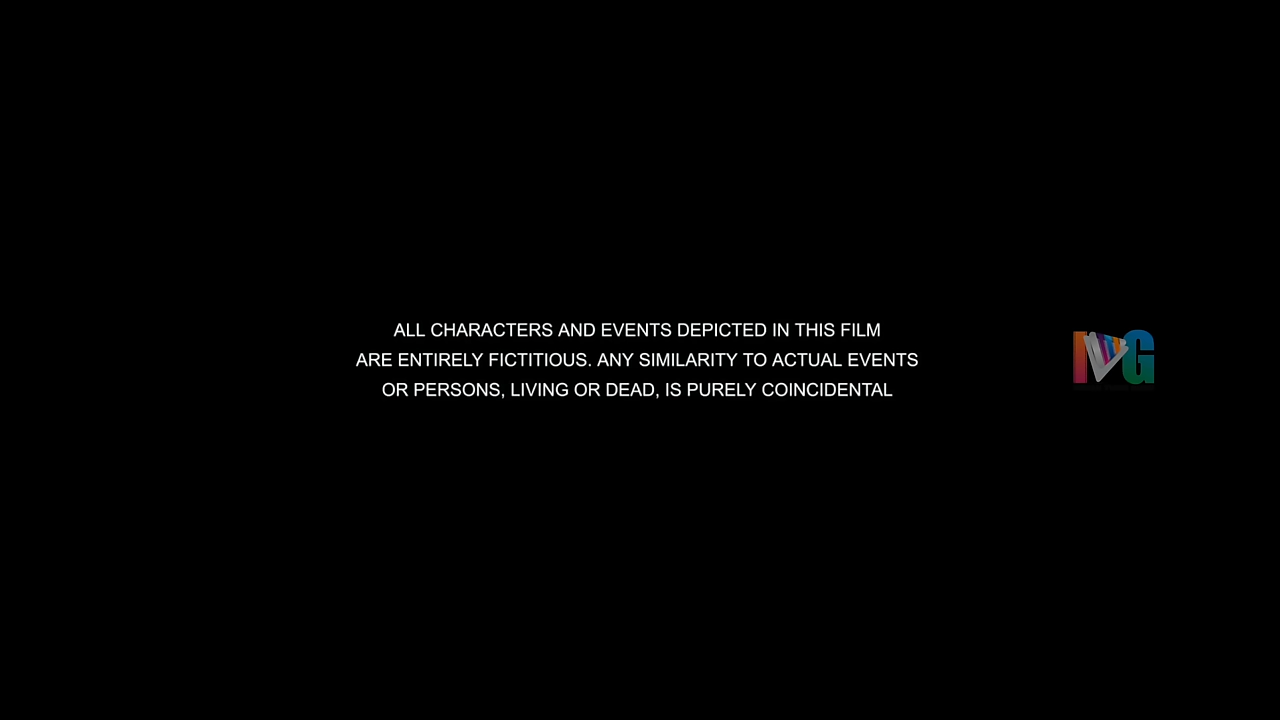 ALL CHARACTERS AND EVENTS DEPICTED IN THIS FILM
ARE ENTIRELY FICTITIOUS. ANY SIMILARITY TO ACTUAL EVENTS
OR PERSONS, LIVING OR DEAD, IS PURELY COINCIDENTAL